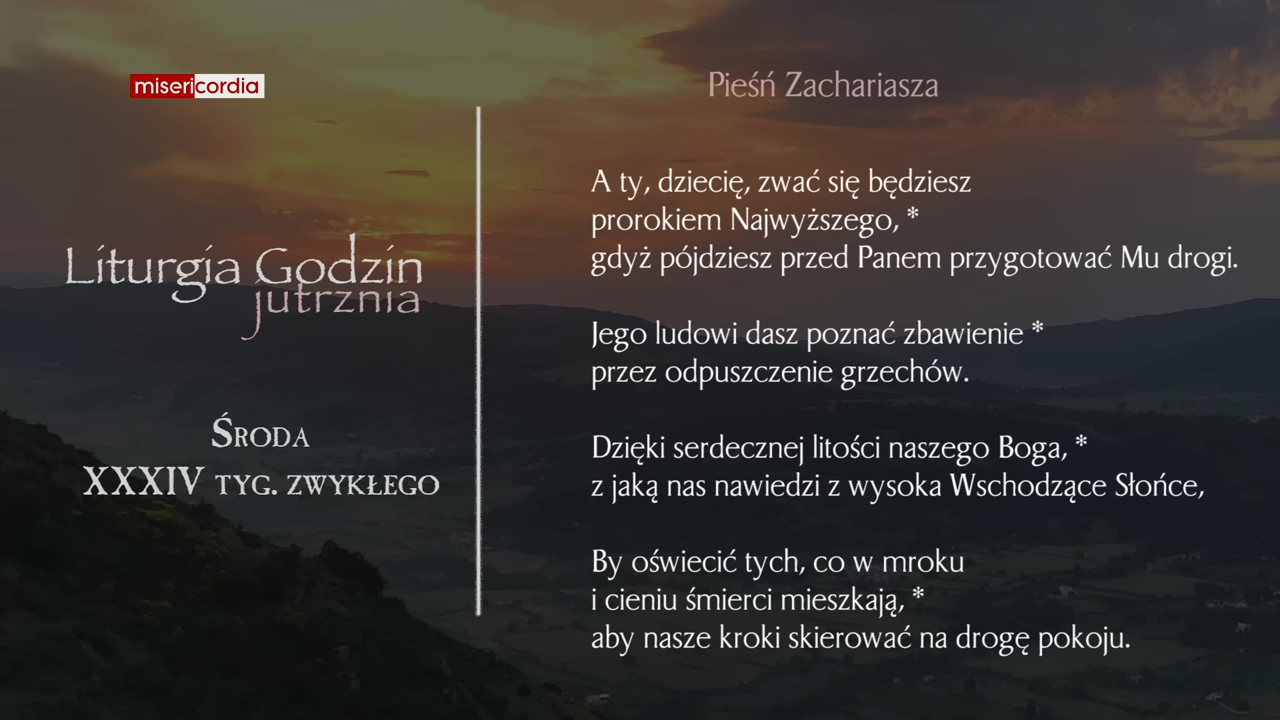 misericordia
Liturgia Godzin
jutrznia
Środa
XXXIV tyg. zwykłego
Pieśń Zachariasza
A ty, dziecię, zwać się będziesz
prorokiem Najwyższego, *
gdyż pójdziesz przed Panem przygotować Mu drogi.
Jego ludowi dasz poznać zbawienie *
przez odpuszczenie grzechów.
Dzięki serdecznej litości naszego Boga, *
z jaką nas nawiedzi z wysoka Wschodzące Słońce,
By oświecić tych, co w mroku
i cieniu śmierci mieszkają, *
aby nasze kroki skierować na drogę pokoju.